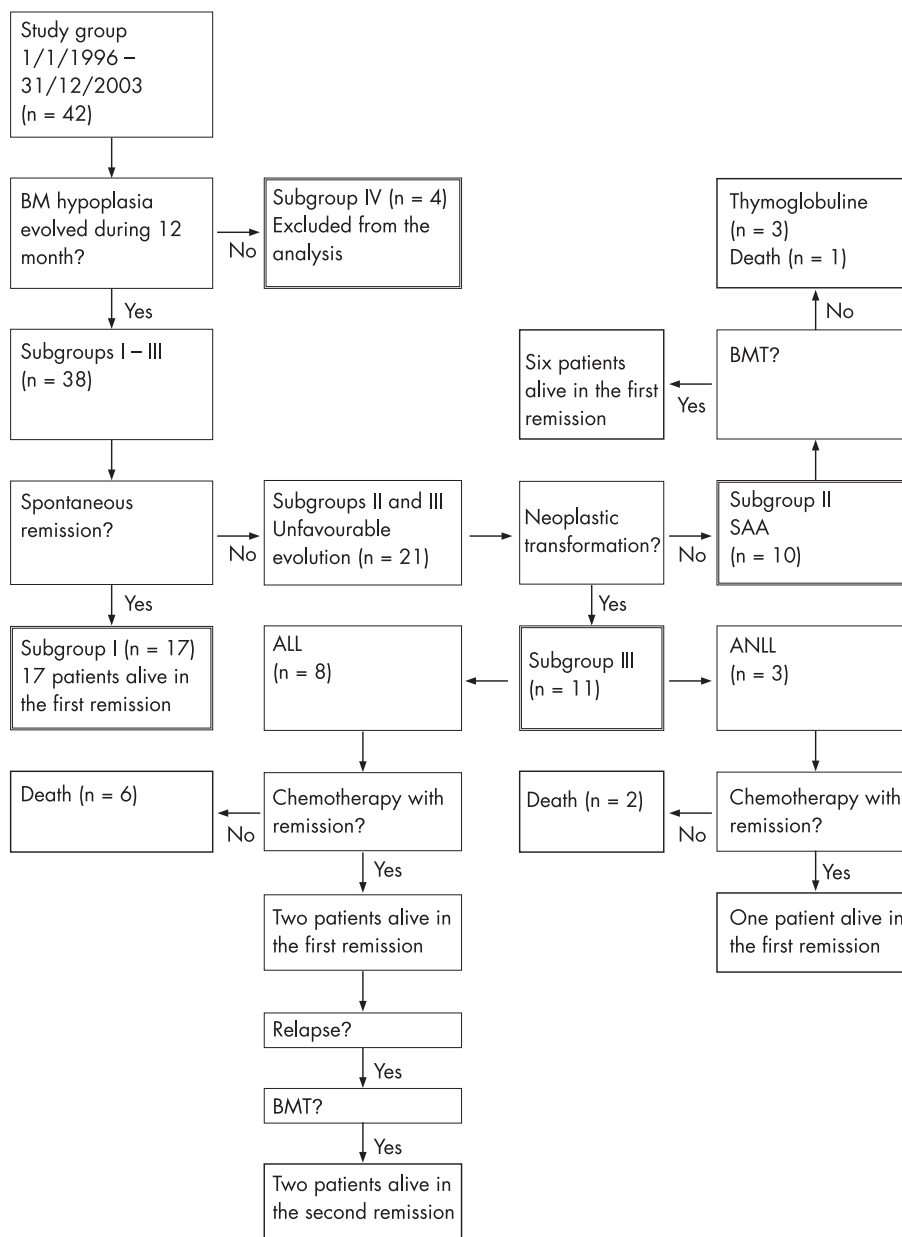 Study group
1/1/1996 –
31/12/2003
(n = 42)
BM hypoplasia
evolved during 12
month?
No
Subgroup IV (n = 4)
Excluded from the
analysis
Yes
Subgroups I – III
(n = 38)
Spontaneous
remission?
No
Subgroups II and III
Unfavourable
evolution (n = 21)
Neoplastic
transformation?
No
Subgroup II
SAA
(n = 10)
BMT?
No
Thymoglobuline
(n = 3)
Death (n = 1)
Yes
Six patients
alive in the first
remission
Yes
Subgroup I (n = 17)
17 patients alive in
the first remission
Yes
Subgroup III
(n = 11)
ALL
(n = 8)
Chemotherapy with
remission?
No
Death (n = 6)
Yes
Two patients alive in
the first remission
Relapse?
Yes
BMT?
Yes
Two patients alive in
the second remission
ANLL
(n = 3)
Chemotherapy with
remission?
No
Death (n = 2)
Yes
One patient alive in
the first remission